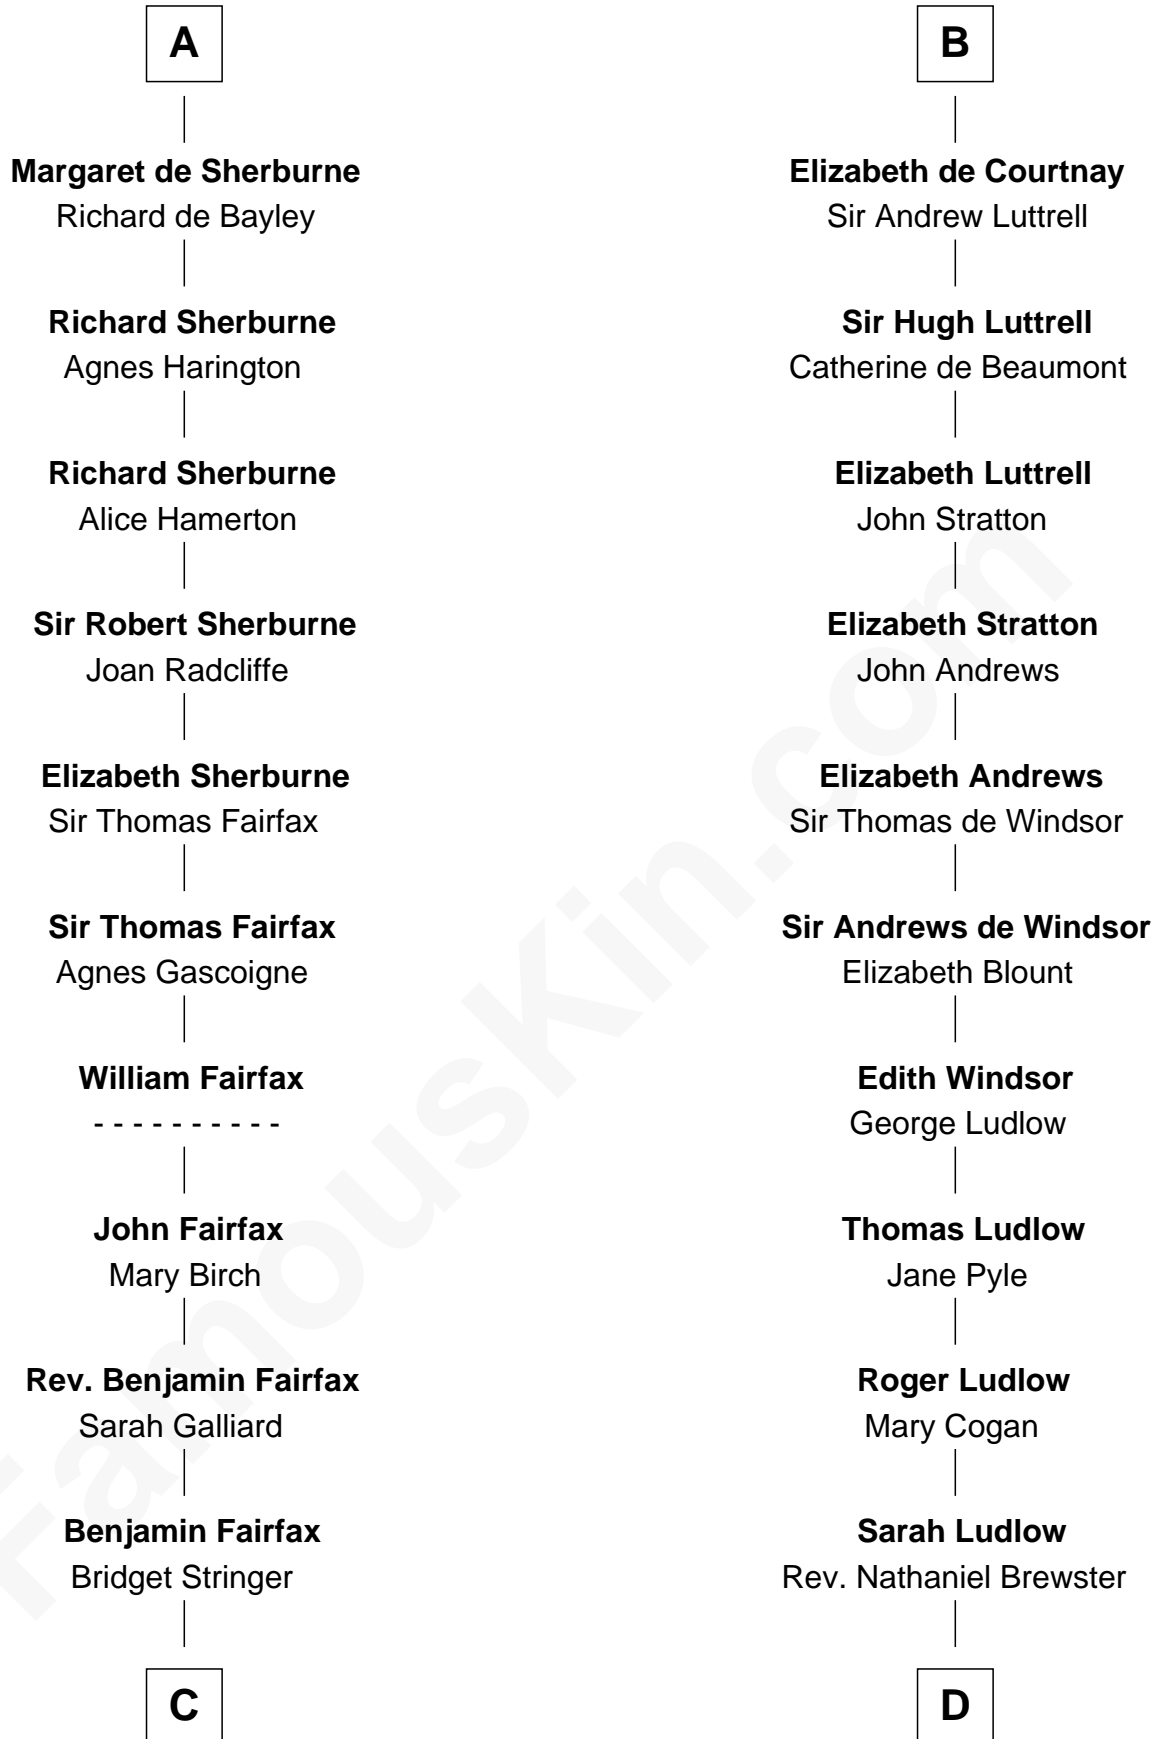 A
Margaret de Sherburne
Richard de Bayley
Richard Sherburne
Agnes Harington
Richard Sherburne
Alice Hamerton
Sir Robert Sherburne
Joan Radcliffe
Elizabeth Sherburne
Sir Thomas Fairfax
Sir Thomas Fairfax
Agnes Gascoigne
William Fairfax
- - - - - - - - - -
John Fairfax
Mary Birch
Rev. Benjamin Fairfax
Sarah Galliard
Benjamin Fairfax
Bridget Stringer
C
B
Elizabeth de Courtnay
Sir Andrew Luttrell
Sir Hugh Luttrell
Catherine de Beaumont
Elizabeth Luttrell
John Stratton
Elizabeth Stratton
John Andrews
Elizabeth Andrews
Sir Thomas de Windsor
Sir Andrews de Windsor
Elizabeth Blount
Edith Windsor
George Ludlow
Thomas Ludlow
Jane Pyle
Roger Ludlow
Mary Cogan
Sarah Ludlow
Rev. Nathaniel Brewster
D
FamousKin.com